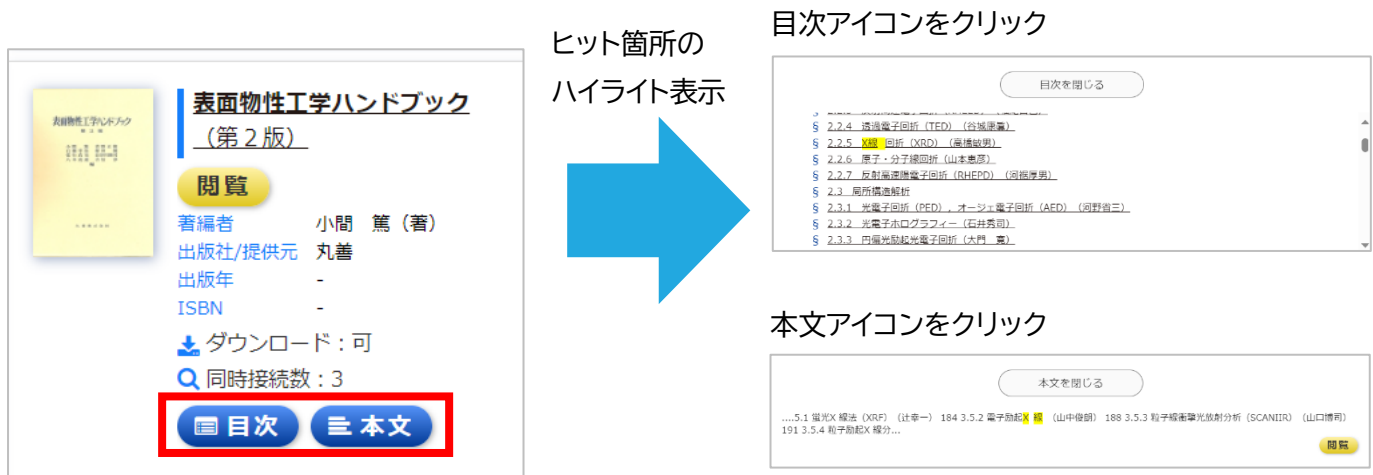 表面物性工学ハンドブック
表面物性工学ハンドブック
（第２版）
閲覧
著編者 小間 篤（著）
出版社/提供元 丸善
出版年 -
ISBN -
ダウンロード：可
同時接続数：3
目次 本文
ヒット箇所の
ハイライト表示
目次アイコンをクリック
目次を閉じる
§ 2.2.4 透過電子回折（TED）（谷城康眞）
§ 2.2.5 X線 回折（XRD）（高橋敏男）
§ 2.2.6 原子・分子線回折（山本恵彦）
§ 2.2.7 反射高速陽電子回折（RHEPD）（河裾厚男）
§ 2.3 局所構造解析
§ 2.3.1 光電子回折（PED），オージェ電子回折（AED）（河野省三）
§ 2.3.2 光電子ホログラフィー（石井秀司）
§ 2.3.3 円偏光励起光電子回折（大門 寛）
本文アイコンをクリック
本文を閉じる
....5.1 蛍光X 線法（XRF）（辻幸一） 184 3.5.2 電子励起X 線 （山中俊朗） 188 3.5.3 粒子線衝撃光放射分析（SCANIIR）（山口博司）
191 3.5.4 粒子励起X 線分...
閲覧